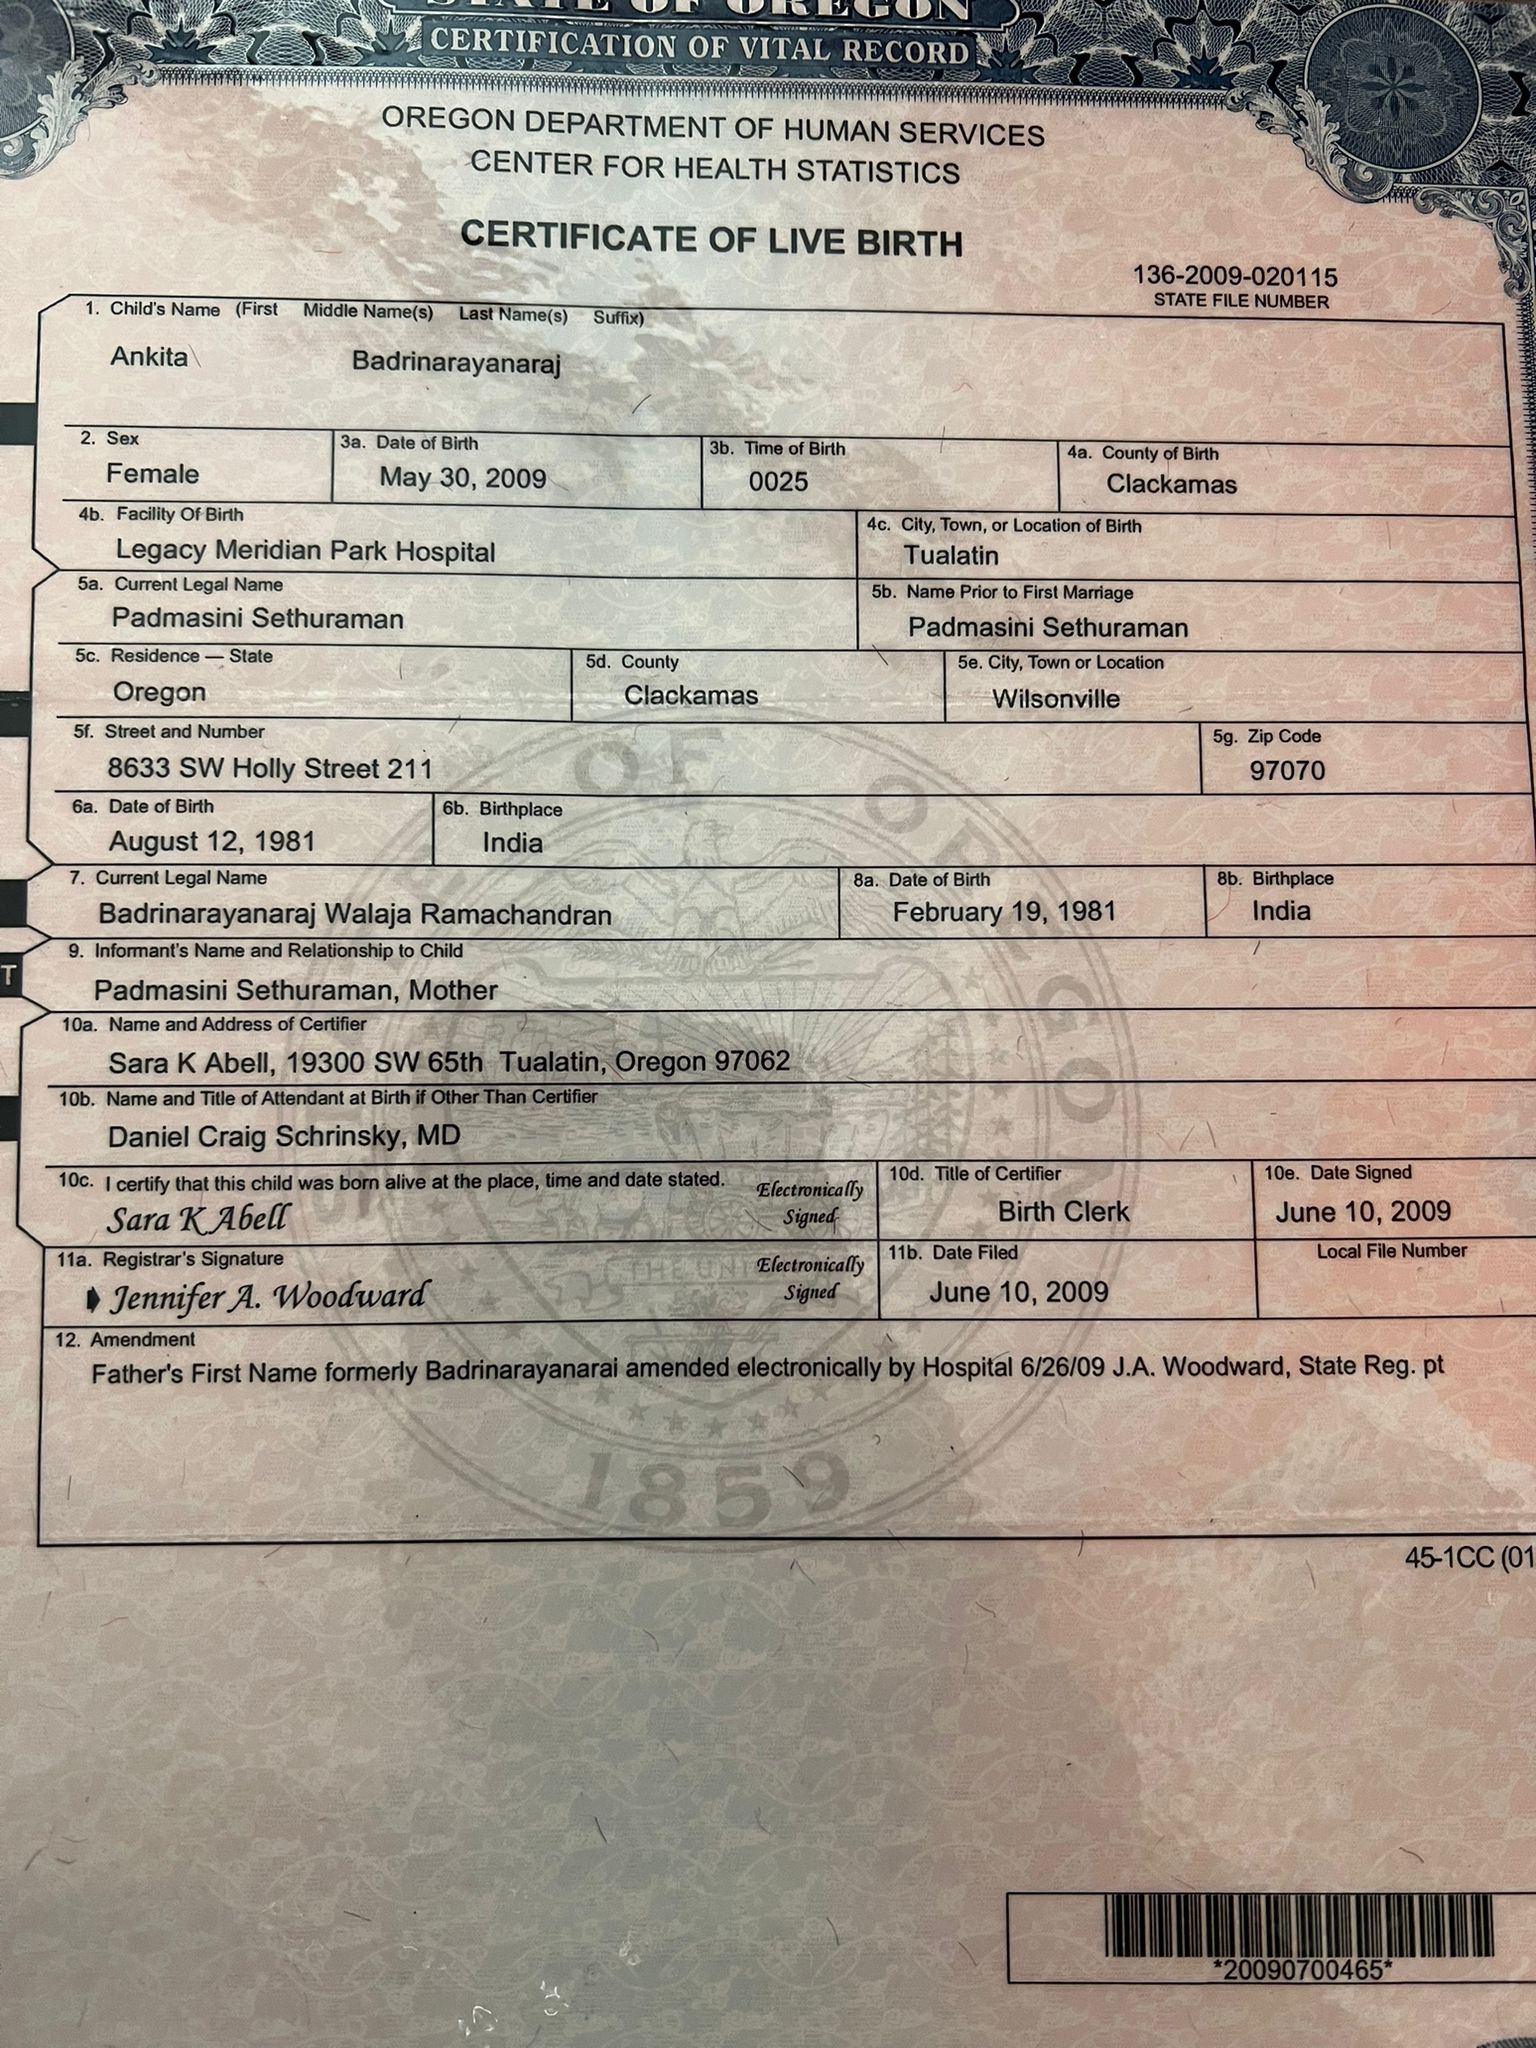 STATE OF OREGON
CERTIFICATION OF VITAL RECORD
OREGON DEPARTMENT OF HUMAN SERVICES
CENTER FOR HEALTH STATISTICS
CERTIFICATE OF LIVE BIRTH
136-2009-020115
STATE FILE NUMBER
1. Child's Name (First Middle Name(s) Last Name(s) Suffix)
Ankita Badrinarayanaraj
2. Sex 3a. Date of Birth 3b. Time of Birth 4a. County of Birth
Female May 30, 2009 0025 Clackamas
4b. Facility Of Birth 4c. City, Town, or Location of Birth
Legacy Meridian Park Hospital Tualatin
5a. Current Legal Name 5b. Name Prior to First Marriage
Padmasini Sethuraman Padmasini Sethuraman
5c. Residence — State 5d. County 5e. City, Town or Location
Oregon Clackamas Wilsonville
5f. Street and Number 5g. Zip Code
8633 SW Holly Street 211 97070
6a. Date of Birth 6b. Birthplace
August 12, 1981 India
7. Current Legal Name 8a. Date of Birth 8b. Birthplace
Badrinarayanaraj Walaja Ramachandran February 19, 1981 India
9. Informant's Name and Relationship to Child
T
Padmasini Sethuraman, Mother
10a. Name and Address of Certifier
Sara K Abell, 19300 SW 65th Tualatin, Oregon 97062
10b. Name and Title of Attendant at Birth if Other Than Certifier
Daniel Craig Schrinsky, MD
10c. I certify that this child was born alive at the place, time and date stated. Electronically Signed 10d. Title of Certifier 10e. Date Signed
Sara K Abell Birth Clerk June 10, 2009
11a. Registrar's Signature Electronically Signed 11b. Date Filed Local File Number
Jennifer A. Woodward June 10, 2009
12. Amendment
Father's First Name formerly Badrinarayanarai amended electronically by Hospital 6/26/09 J.A. Woodward, State Reg. pt
OF OREGON
1859
45-1CC (01
*20090700465*